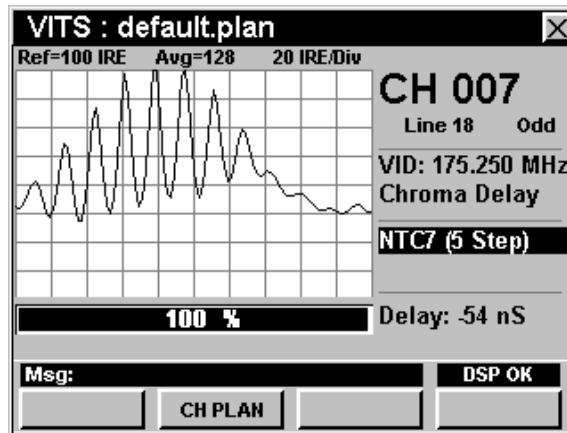 VITS : default.plan
Ref=100 IRE Avg=128 20 IRE/Div
CH 007
Line 18 Odd
VID: 175.250 MHz
Chroma Delay
NTC7 (5 Step)
100 %
Delay: -54 nS
Msg: DSP OK
CH PLAN